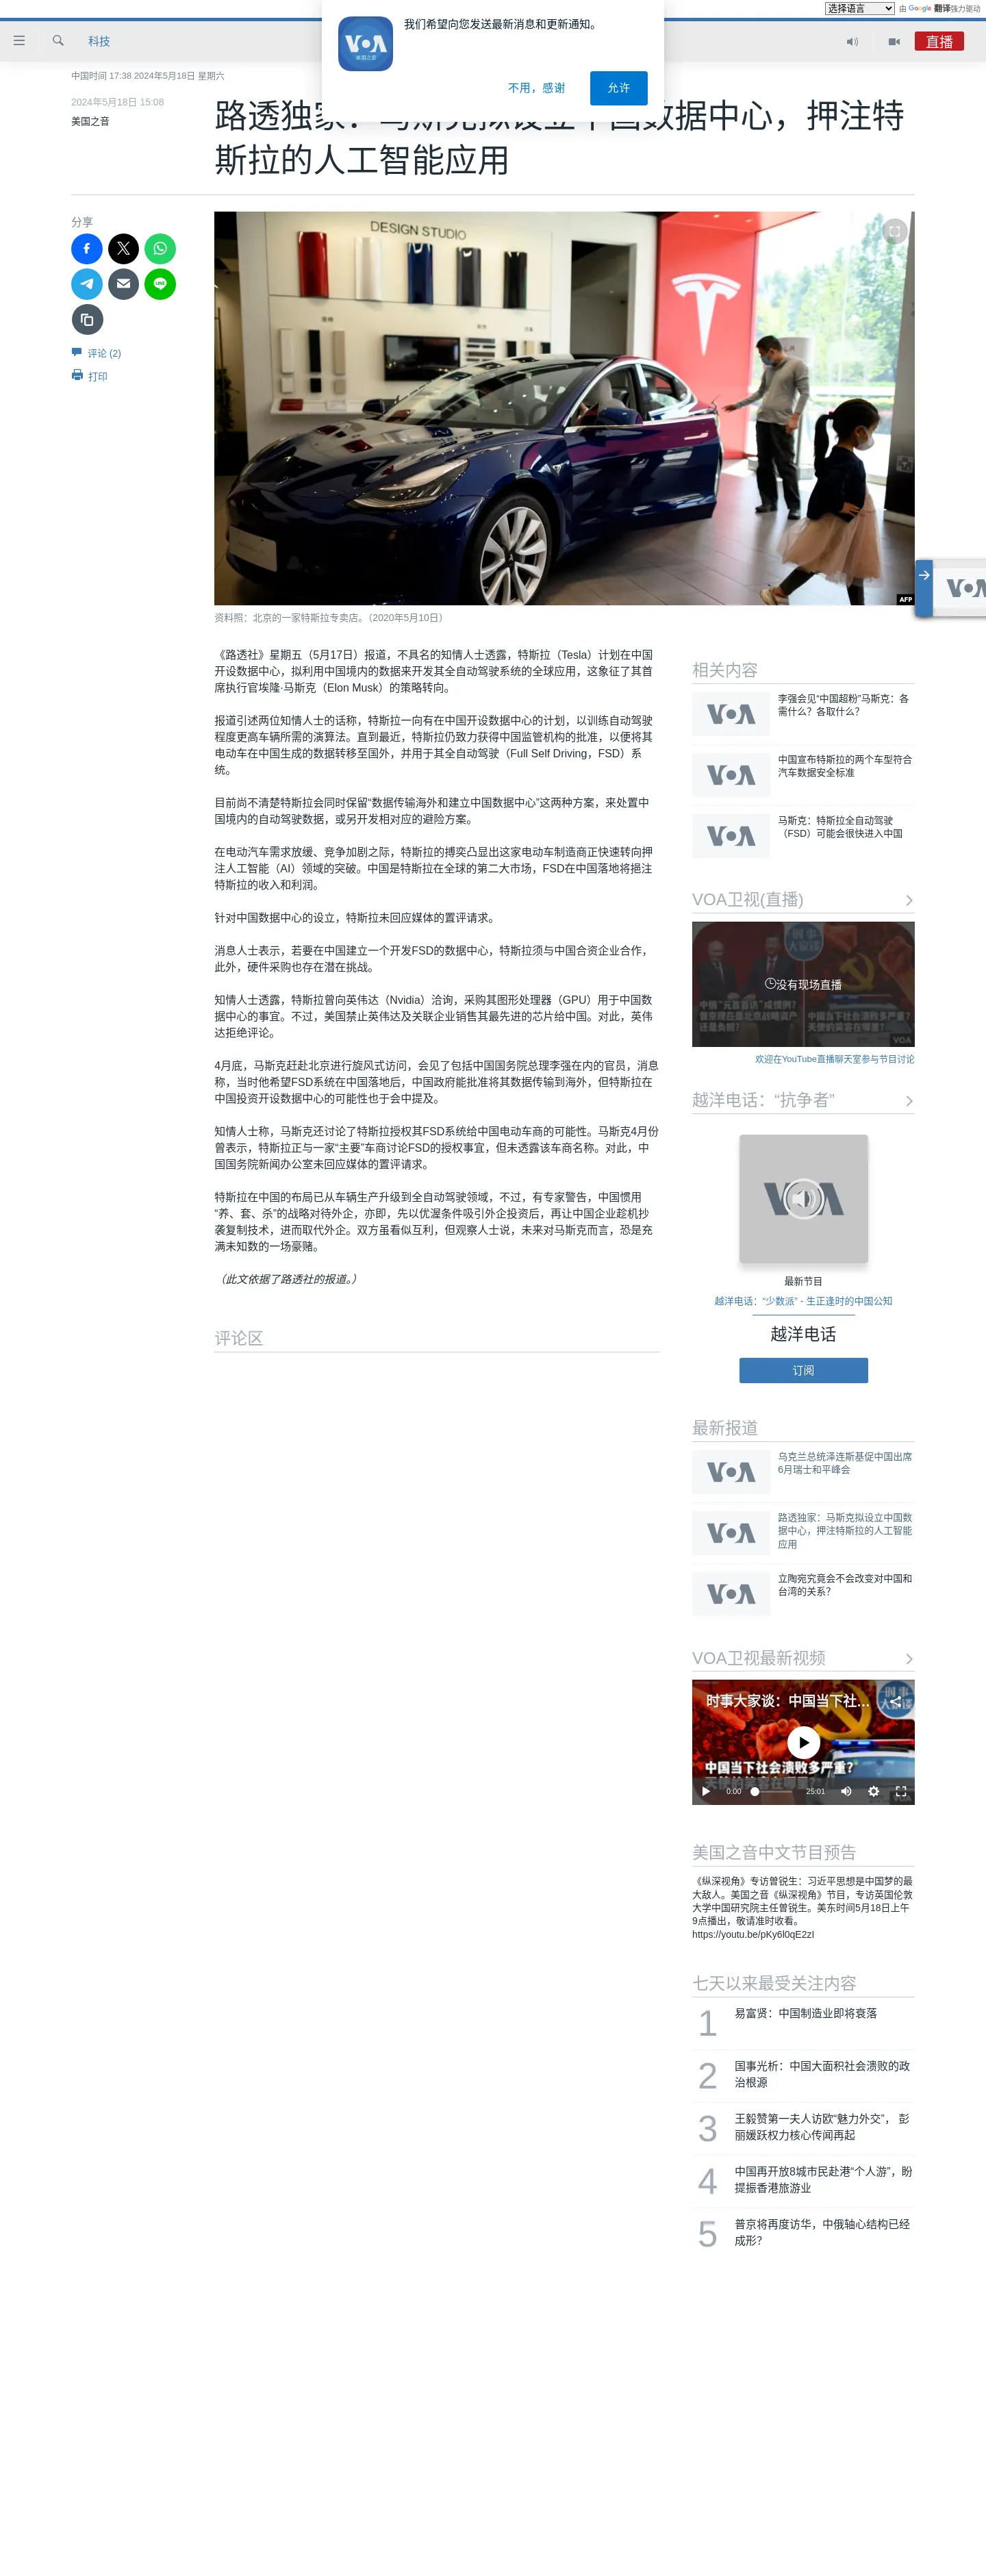 选择语言 由 Google 翻译强力驱动
科技
直播
VOA
美国之音
我们希望向您发送最新消息和更新通知。
不用，感谢
允许
中国时间 17:38 2024年5月18日 星期六
2024年5月18日 15:08
美国之音
路透独家：马斯克拟设立中国数据中心，押注特
斯拉的人工智能应用
分享
LINE
评论 (2)
打印
DESIGN STUDIO
AFP
资料照：北京的一家特斯拉专卖店。（2020年5月10日）
《路透社》星期五（5月17日）报道，不具名的知情人士透露，特斯拉（Tesla）计划在中国
开设数据中心，拟利用中国境内的数据来开发其全自动驾驶系统的全球应用，这象征了其首
席执行官埃隆·马斯克（Elon Musk）的策略转向。
报道引述两位知情人士的话称，特斯拉一向有在中国开设数据中心的计划，以训练自动驾驶
程度更高车辆所需的演算法。直到最近，特斯拉仍致力获得中国监管机构的批准，以便将其
电动车在中国生成的数据转移至国外，并用于其全自动驾驶（Full Self Driving，FSD）系
统。
目前尚不清楚特斯拉会同时保留“数据传输海外和建立中国数据中心”这两种方案，来处置中
国境内的自动驾驶数据，或另开发相对应的避险方案。
在电动汽车需求放缓、竞争加剧之际，特斯拉的搏奕凸显出这家电动车制造商正快速转向押
注人工智能（AI）领域的突破。中国是特斯拉在全球的第二大市场，FSD在中国落地将挹注
特斯拉的收入和利润。
针对中国数据中心的设立，特斯拉未回应媒体的置评请求。
消息人士表示，若要在中国建立一个开发FSD的数据中心，特斯拉须与中国合资企业合作，
此外，硬件采购也存在潜在挑战。
知情人士透露，特斯拉曾向英伟达（Nvidia）洽询，采购其图形处理器（GPU）用于中国数
据中心的事宜。不过，美国禁止英伟达及关联企业销售其最先进的芯片给中国。对此，英伟
达拒绝评论。
4月底，马斯克赶赴北京进行旋风式访问，会见了包括中国国务院总理李强在内的官员，消息
称，当时他希望FSD系统在中国落地后，中国政府能批准将其数据传输到海外，但特斯拉在
中国投资开设数据中心的可能性也于会中提及。
知情人士称，马斯克还讨论了特斯拉授权其FSD系统给中国电动车商的可能性。马斯克4月份
曾表示，特斯拉正与一家“主要”车商讨论FSD的授权事宜，但未透露该车商名称。对此，中
国国务院新闻办公室未回应媒体的置评请求。
特斯拉在中国的布局已从车辆生产升级到全自动驾驶领域，不过，有专家警告，中国惯用
“养、套、杀”的战略对待外企，亦即，先以优渥条件吸引外企投资后，再让中国企业趁机抄
袭复制技术，进而取代外企。双方虽看似互利，但观察人士说，未来对马斯克而言，恐是充
满未知数的一场豪赌。
（此文依据了路透社的报道。）
评论区
相关内容
VOA
李强会见“中国超粉”马斯克：各
需什么？各取什么？
VOA
中国宣布特斯拉的两个车型符合
汽车数据安全标准
VOA
马斯克：特斯拉全自动驾驶
（FSD）可能会很快进入中国
VOA卫视(直播)
没有现场直播
VOA
欢迎在YouTube直播聊天室参与节目讨论
越洋电话：“抗争者”
VOA
最新节目
越洋电话：“少数派” - 生正逢时的中国公知
越洋电话
订阅
最新报道
VOA
乌克兰总统泽连斯基促中国出席
6月瑞士和平峰会
VOA
路透独家：马斯克拟设立中国数
据中心，押注特斯拉的人工智能
应用
VOA
立陶宛究竟会不会改变对中国和
台湾的关系？
VOA卫视最新视频
时事大家谈：中国当下社...
时事
大家谈
中国当下社会溃败多严重?
天使的笑容在哪里?
0:00 25:01
美国之音中文节目预告
《纵深视角》专访曾锐生：习近平思想是中国梦的最
大敌人。美国之音《纵深视角》节目，专访英国伦敦
大学中国研究院主任曾锐生。美东时间5月18日上午
9点播出，敬请准时收看。
https://youtu.be/pKy6l0qE2zI
七天以来最受关注内容
1 易富贤：中国制造业即将衰落
2 国事光析：中国大面积社会溃败的政
治根源
3 王毅赞第一夫人访欧“魅力外交”， 彭
丽媛跃权力核心传闻再起
4 中国再开放8城市民赴港“个人游”，盼
提振香港旅游业
5 普京将再度访华，中俄轴心结构已经
成形？